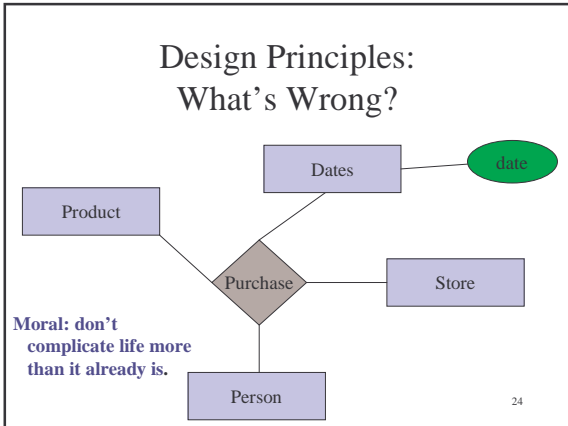 Design Principles:
What's Wrong?
Dates
date
Product
Purchase
Store
Moral: don't
complicate life more
than it already is.
Person
24